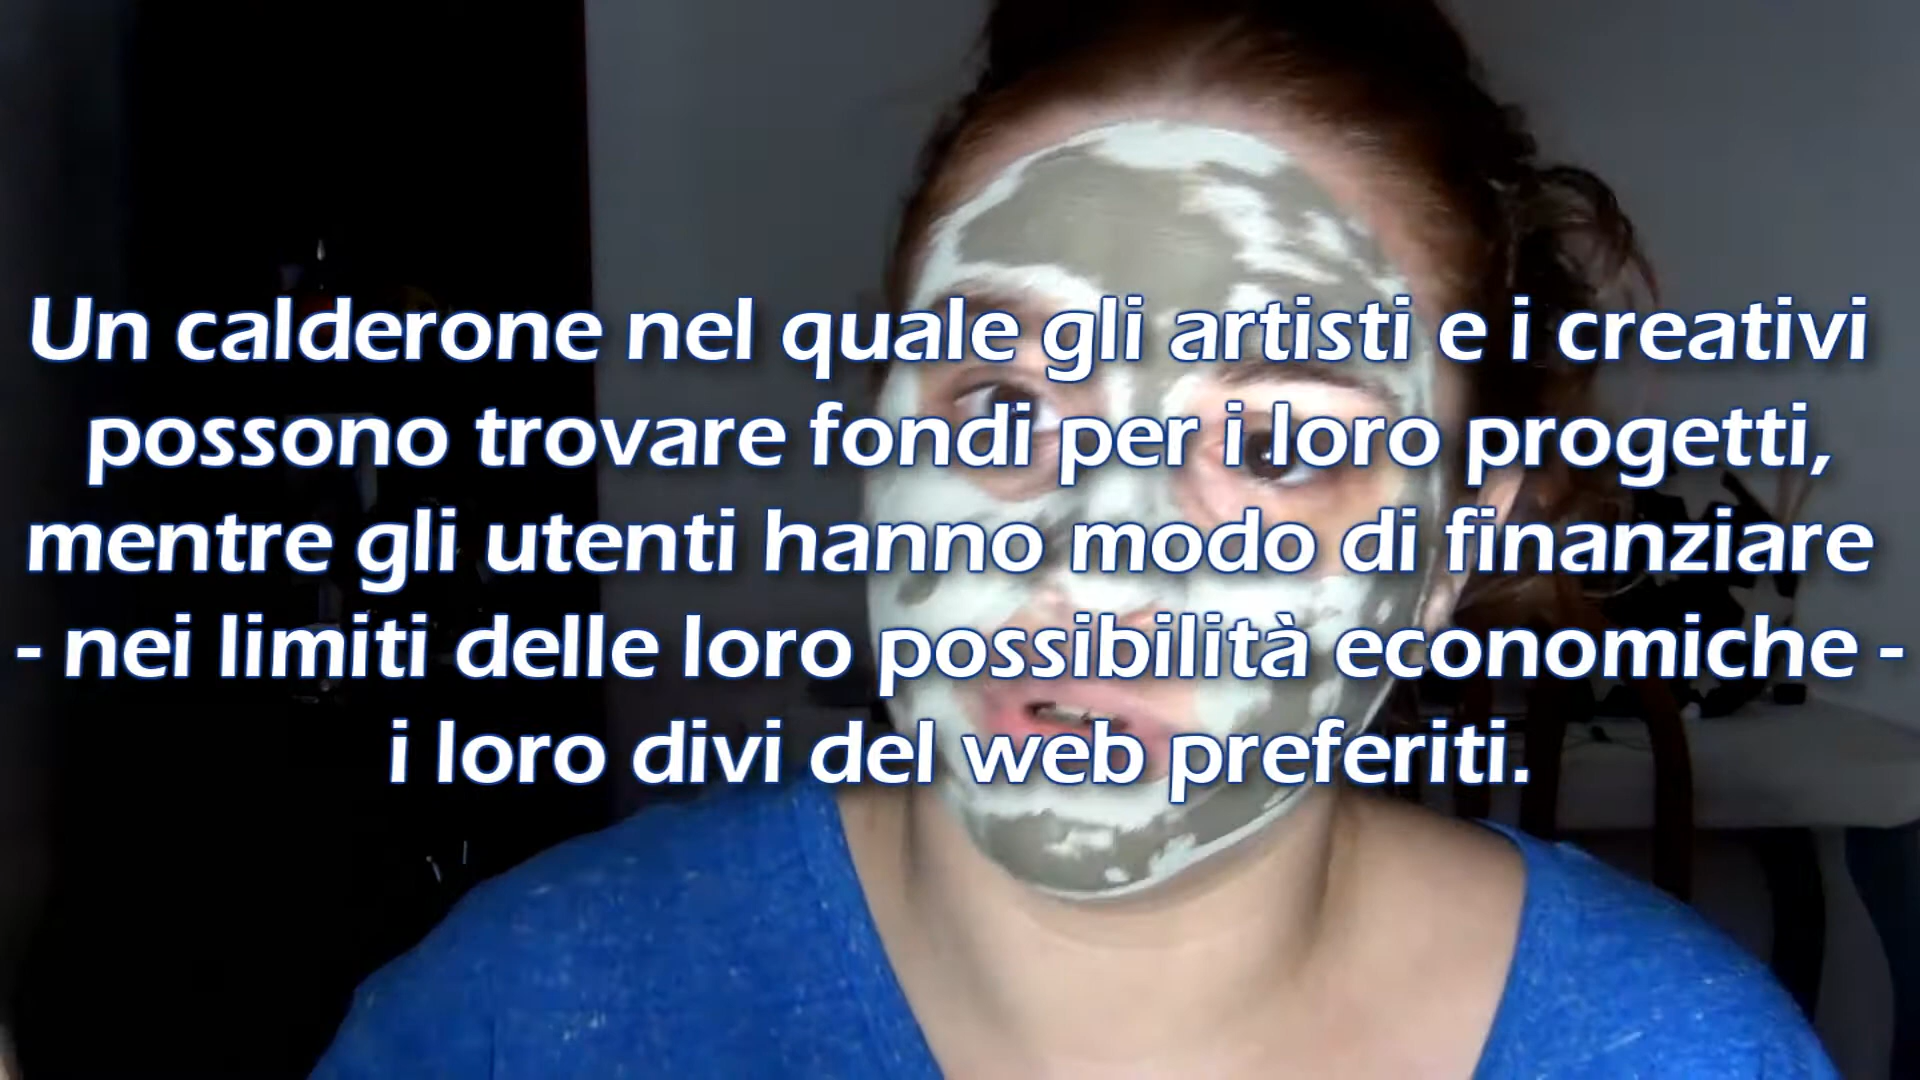 Un calderone nel quale gli artisti e i creativi
possono trovare fondi per i loro progetti,
mentre gli utenti hanno modo di finanziare
- nei limiti delle loro possibilità economiche -
i loro divi del web preferiti.